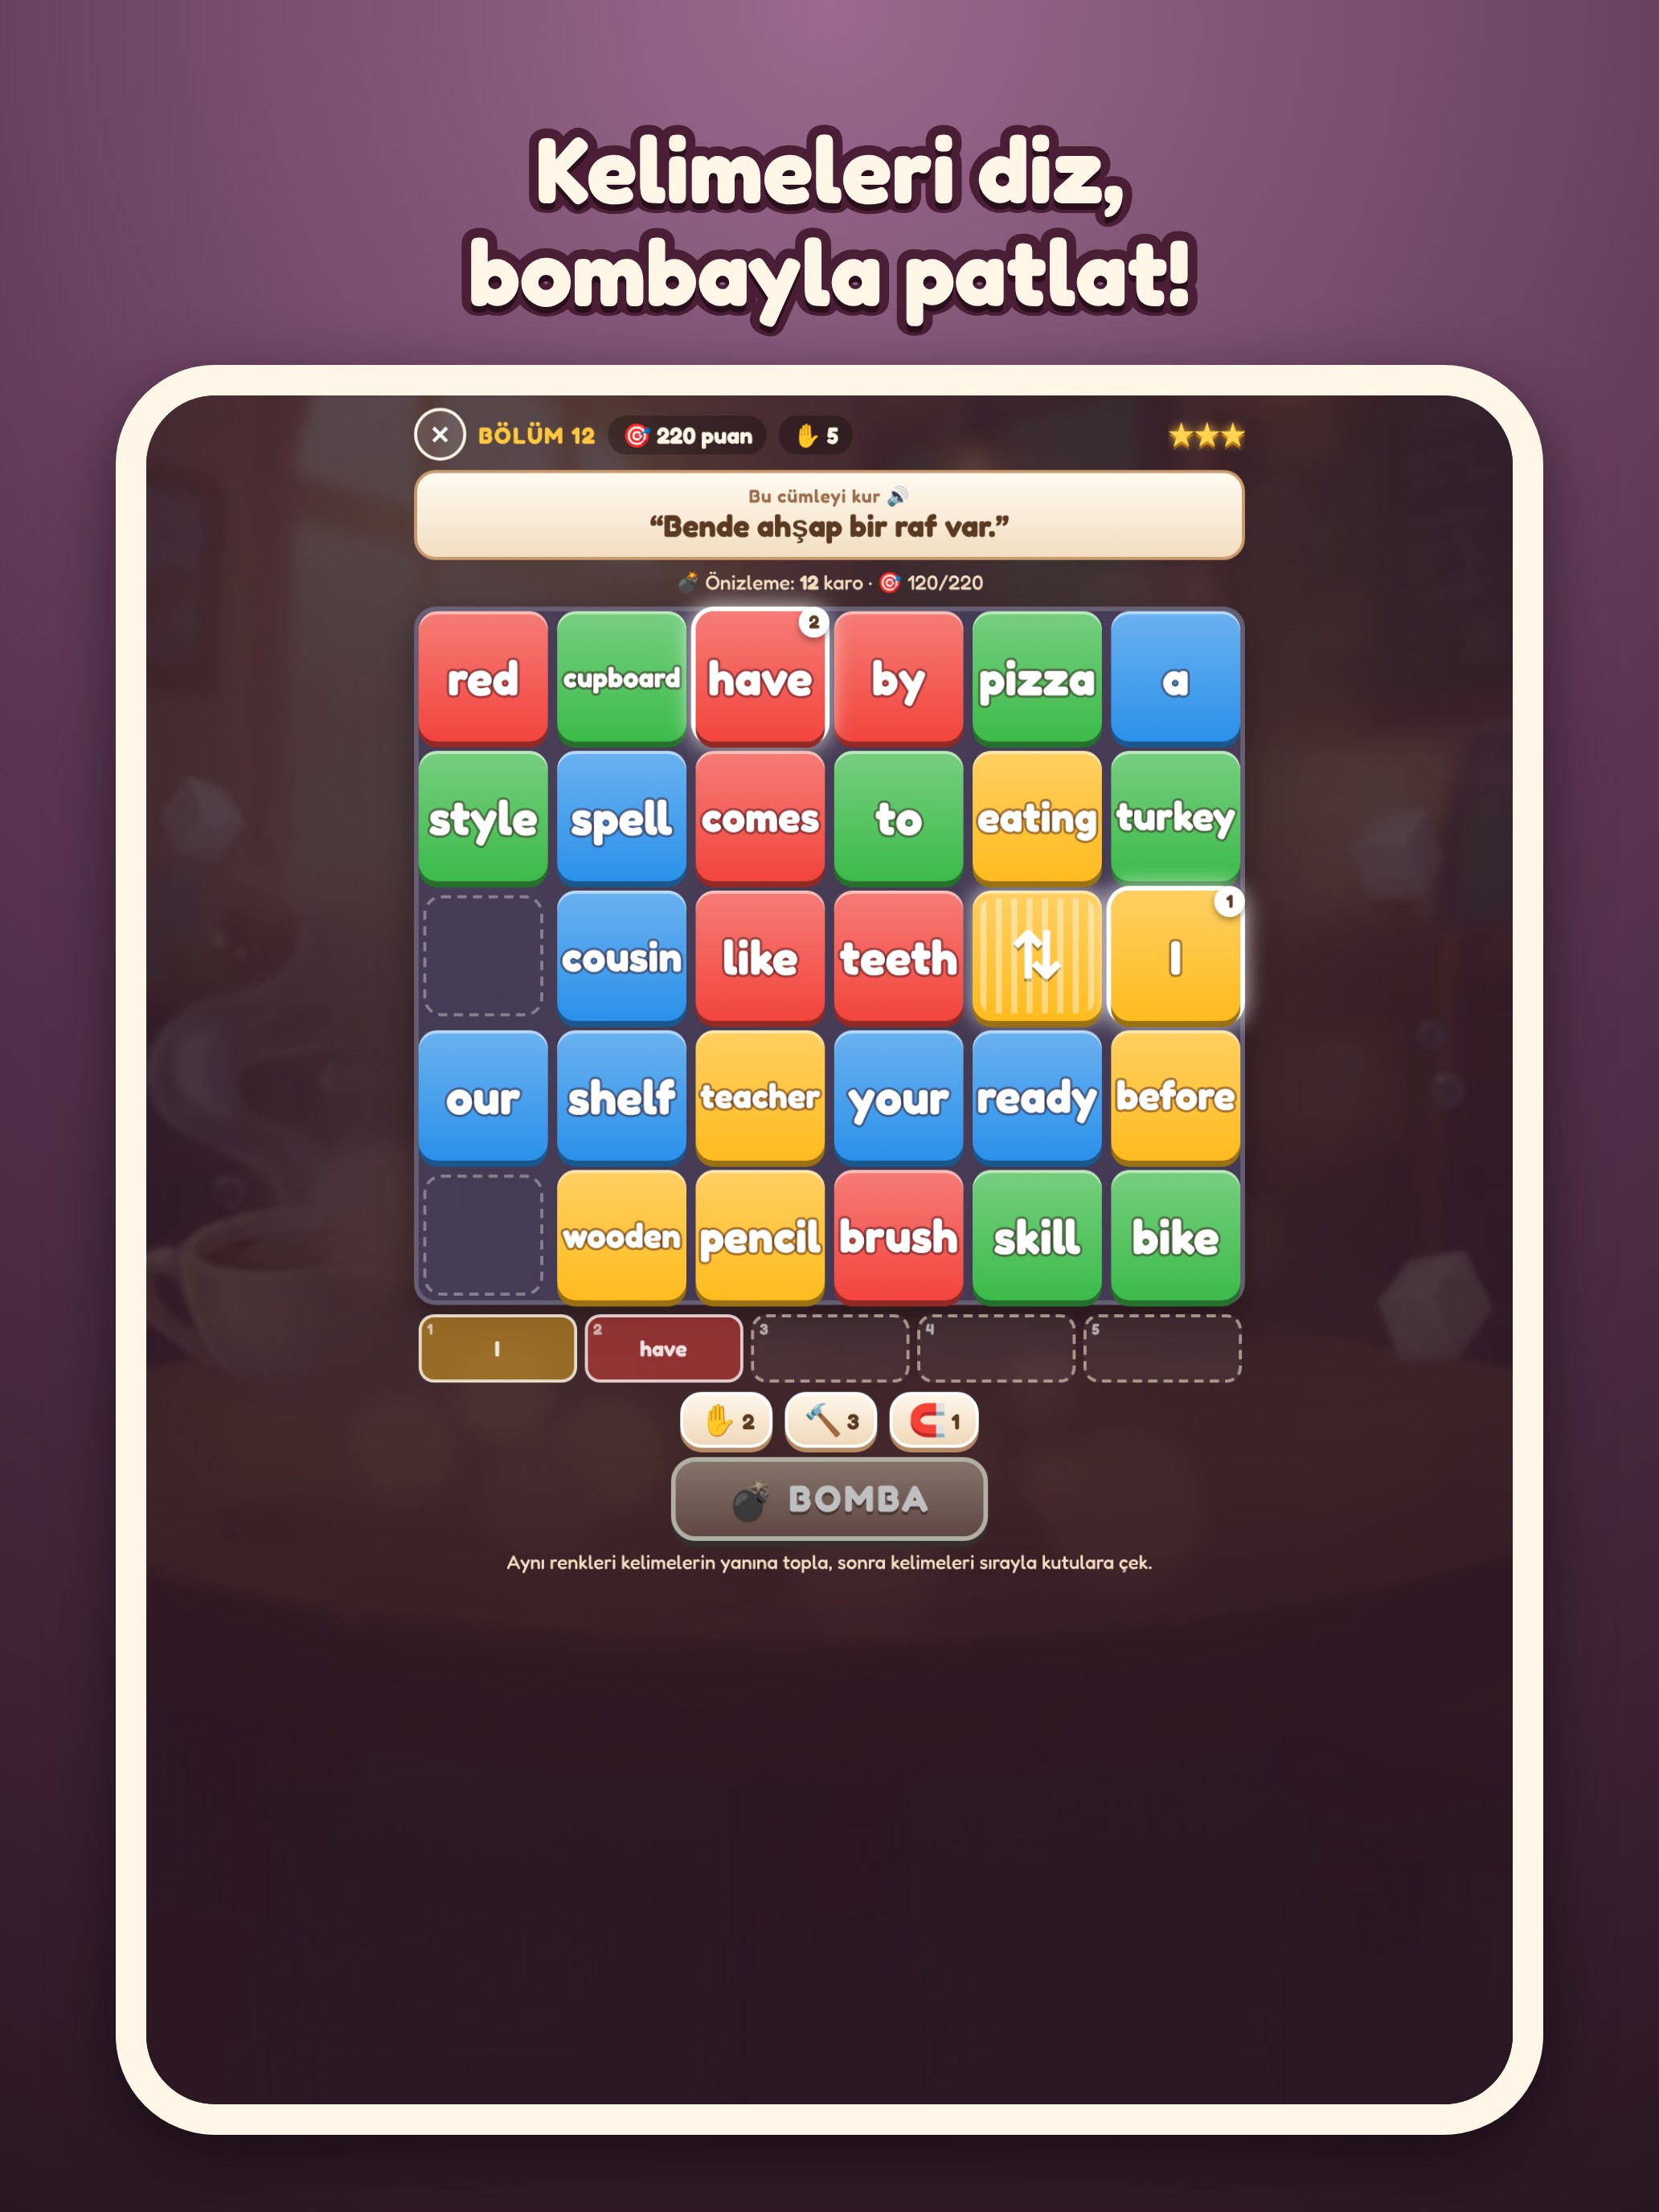 Kelimeleri diz,
bombayla patlat!
× BÖLÜM 12 🎯 220 puan ✋ 5 ★★★
Bu cümleyi kur 🔊
“Bende ahşap bir raf var.”
💣 Önizleme: 12 karo · 🎯 120/220
red cupboard have 2 by pizza a
style spell comes to eating turkey
cousin like teeth ⇅ I 1
our shelf teacher your ready before
wooden pencil brush skill bike
1 I 2 have 3 4 5
✋ 2 🔨 3 🧲 1
💣 BOMBA
Aynı renkleri kelimelerin yanına topla, sonra kelimeleri sırayla kutulara çek.